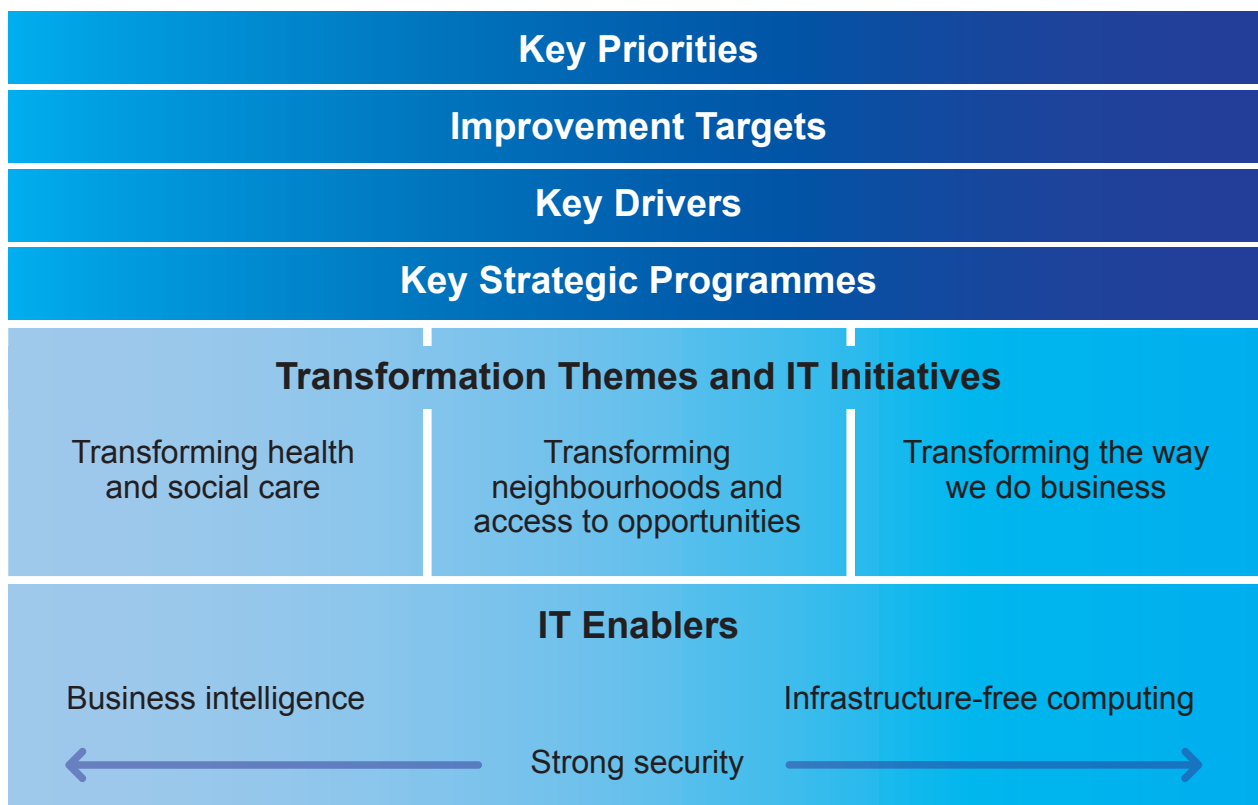 Key Priorities
Improvement Targets
Key Drivers
Key Strategic Programmes
Transformation Themes and IT Initiatives
Transforming health
and social care
Transforming
neighbourhoods and
access to opportunities
Transforming the way
we do business
IT Enablers
Business intelligence
Infrastructure-free computing
Strong security